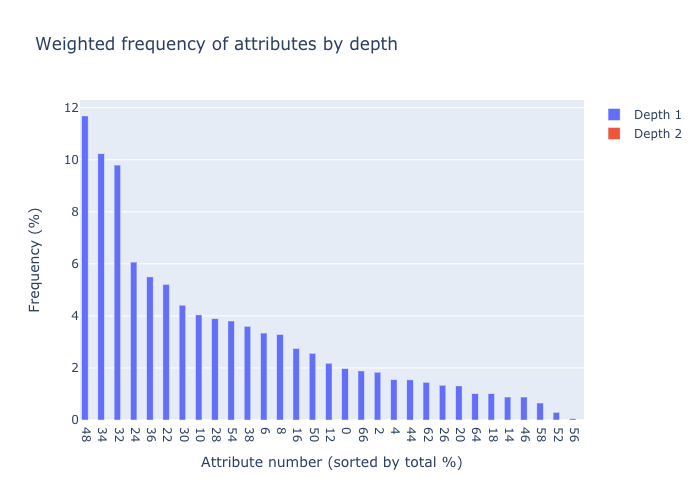 Weighted frequency of attributes by depth
Depth 1
Depth 2
Frequency (%)
12
10
8
6
4
2
0
48 34 32 24 36 22 30 10 28 54 38 6 8 16 50 12 0 66 2 4 44 62 26 20 64 18 14 46 58 52 56
Attribute number (sorted by total %)